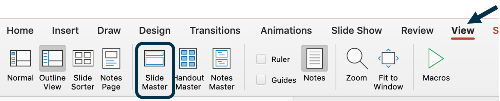 Home Insert Draw Design Transitions Animations Slide Show Review View S
Normal Outline View Slide Sorter Notes Page Slide Master Handout Master Notes Master Ruler Guides Notes Zoom Fit to Window Macros